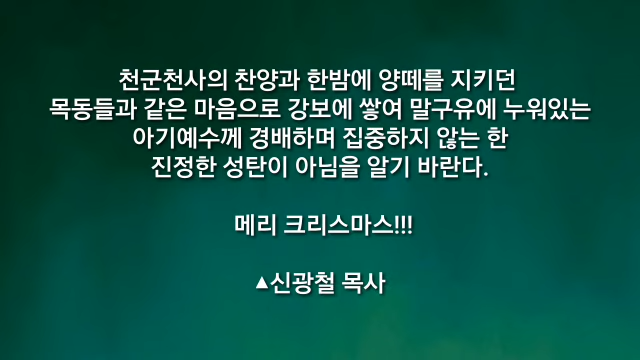 천군천사의 찬양과 한밤에 양떼를 지키던
목동들과 같은 마음으로 강보에 쌓여 말구유에 누워있는
아기예수께 경배하며 집중하지 않는 한
진정한 성탄이 아님을 알기 바란다.
메리 크리스마스!!!
▲신광철 목사